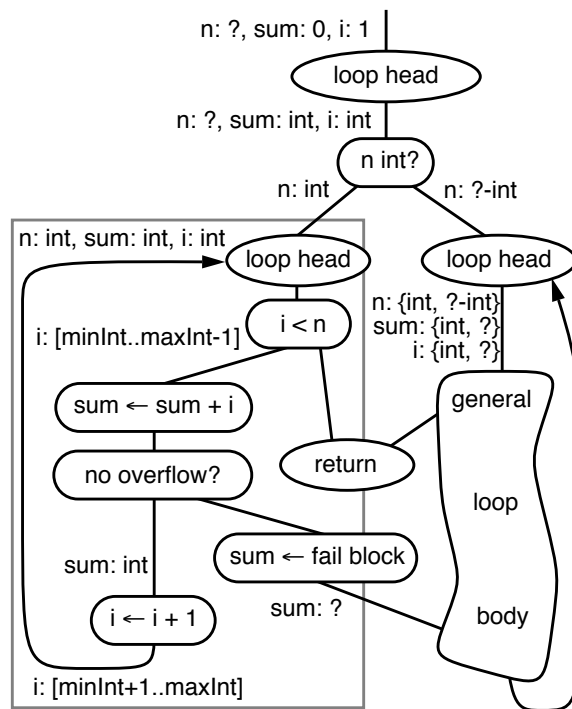 n: ?, sum: 0, i: 1
loop head
n: ?, sum: int, i: int
n int?
n: int
n: ?-int
n: int, sum: int, i: int
loop head
loop head
n: {int, ?-int}
sum: {int, ?}
i: {int, ?}
i < n
i: [minInt..maxInt-1]
general
sum ← sum + i
return
no overflow?
loop
sum: int
sum ← fail block
sum: ?
body
i ← i + 1
i: [minInt+1..maxInt]